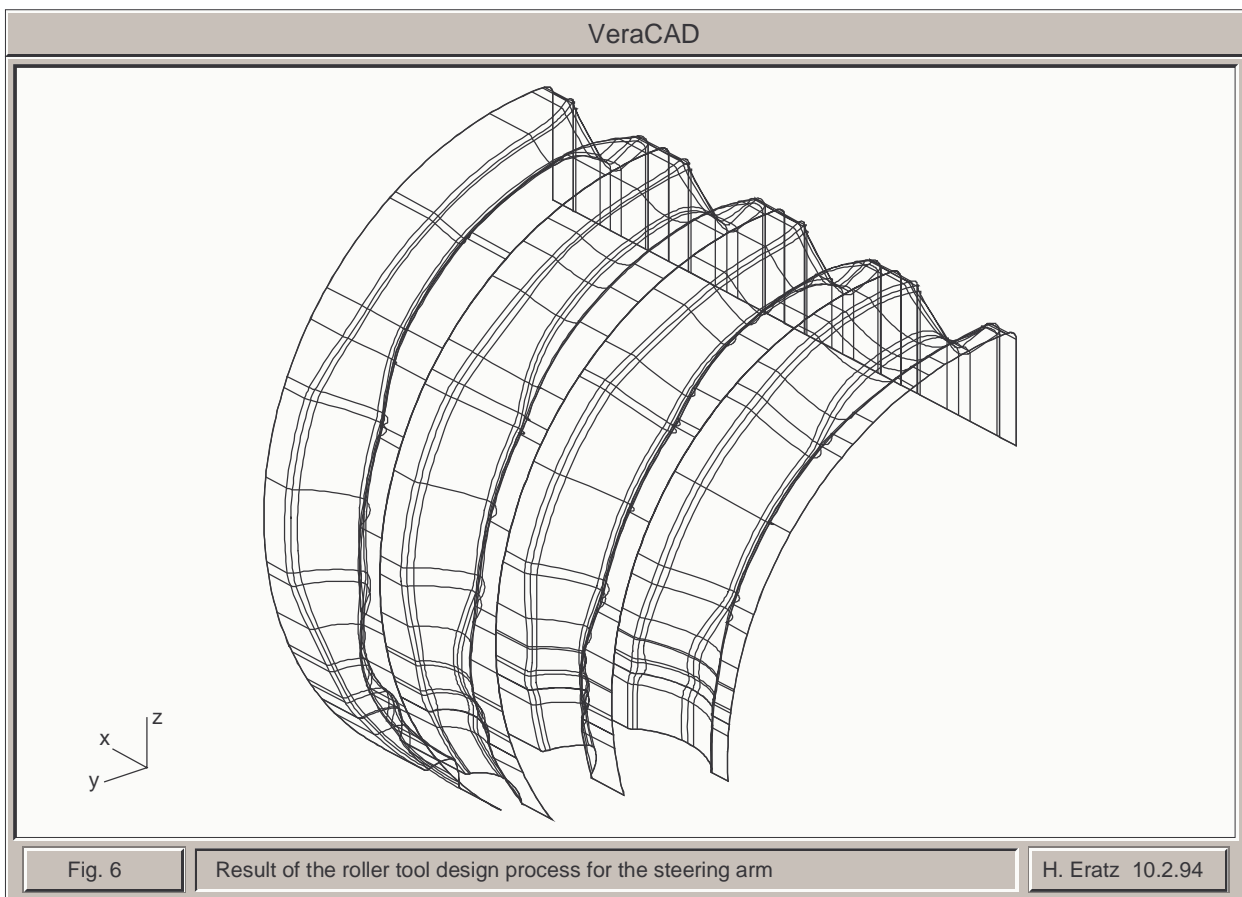 VeraCAD
z
x
y
Fig. 6
Result of the roller tool design process for the steering arm
H. Eratz 10.2.94